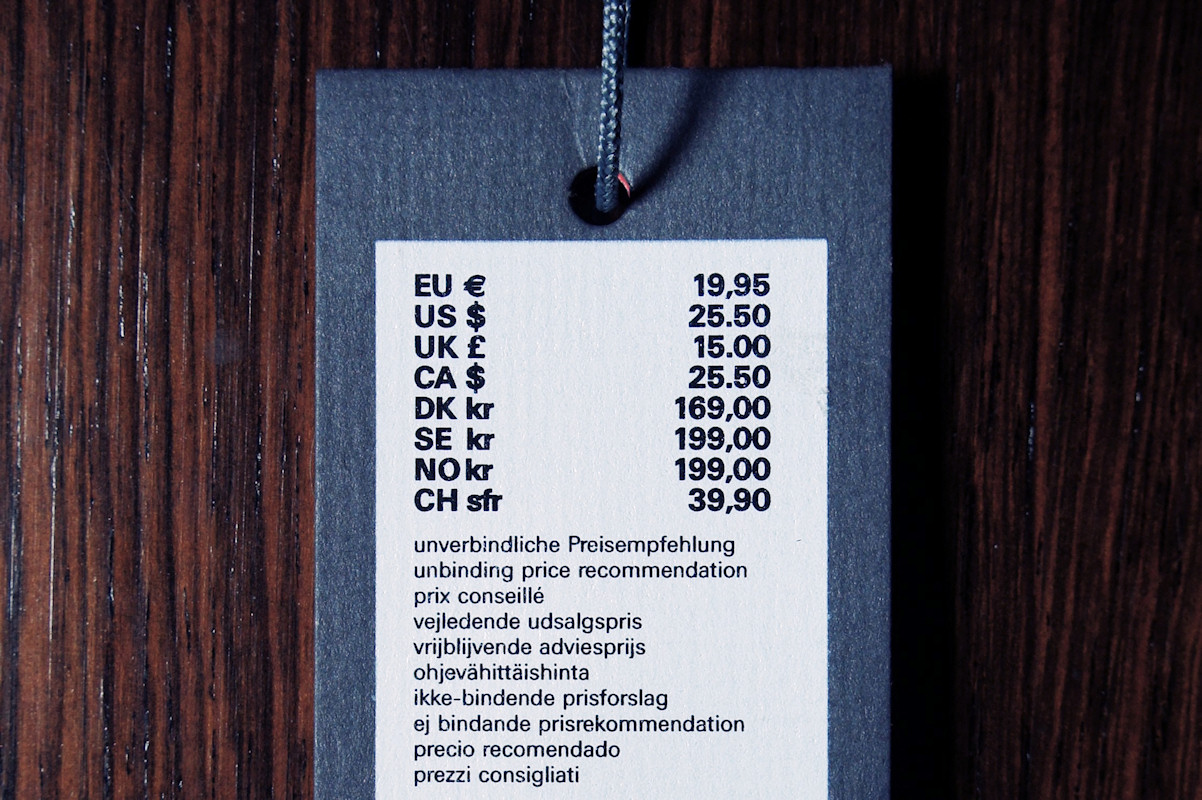 EU € 19,95
US $ 25.50
UK £ 15.00
CA $ 25.50
DK kr 169,00
SE kr 199,00
NO kr 199,00
CH sfr 39,90
unverbindliche Preisempfehlung
unbinding price recommendation
prix conseillé
vejledende udsalgspris
vrijblijvende adviesprijs
ohjevähittäishinta
ikke-bindende prisforslag
ej bindande prisrekommendation
precio recomendado
prezzi consigliati